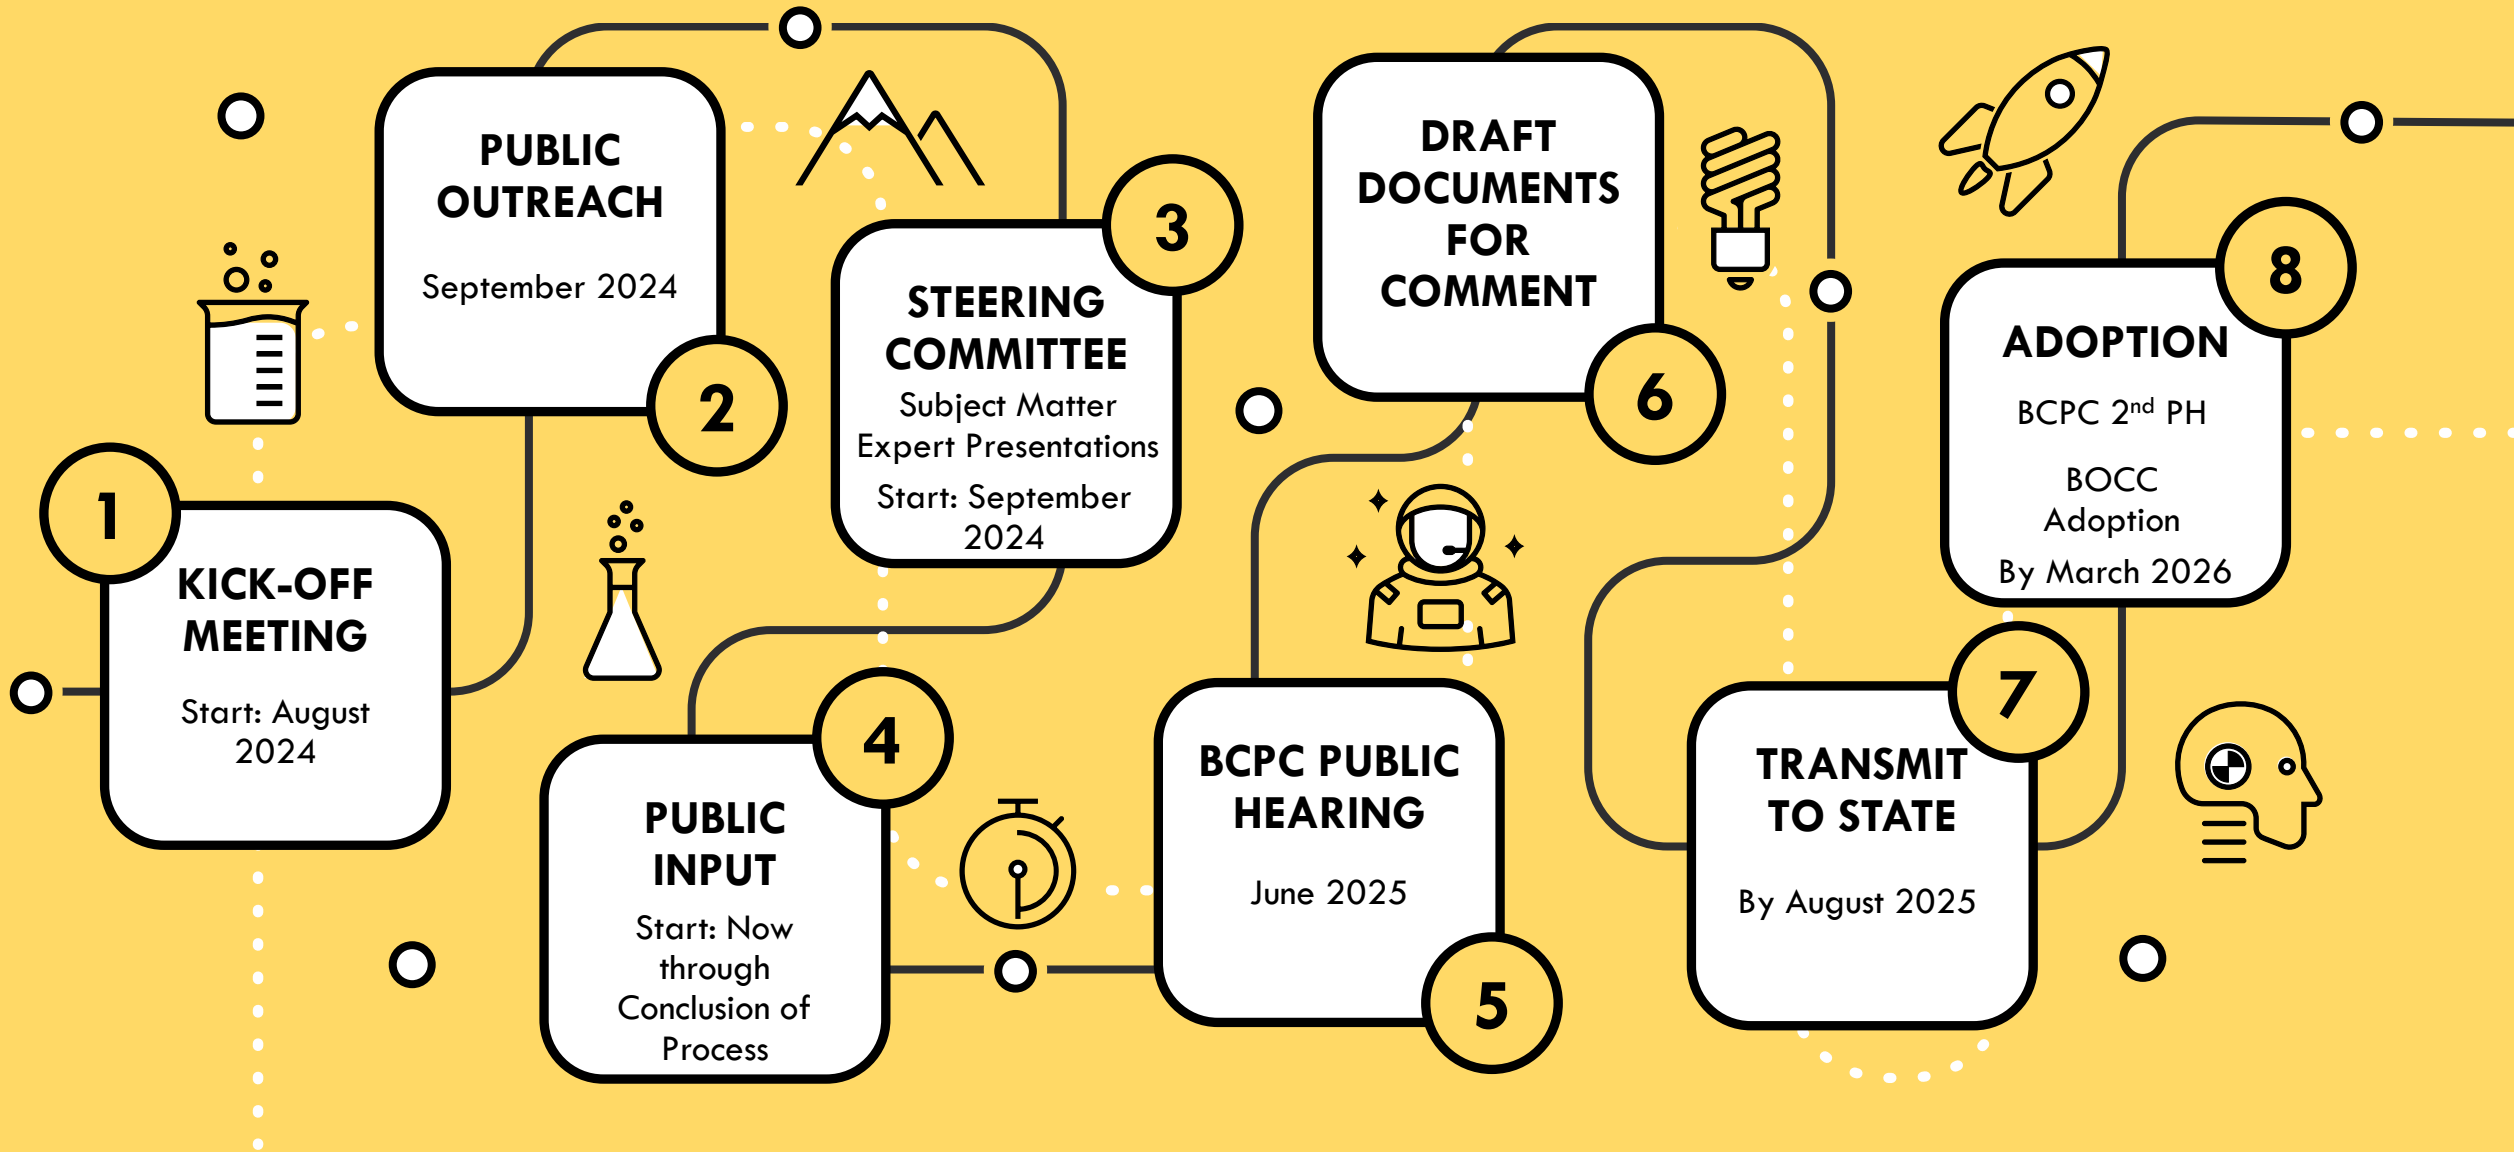 1
KICK-OFF
MEETING
Start: August
2024
2
PUBLIC
OUTREACH
September 2024
3
STEERING
COMMITTEE
Subject Matter
Expert Presentations
Start: September
2024
4
PUBLIC
INPUT
Start: Now
through
Conclusion of
Process
5
BCPC PUBLIC
HEARING
June 2025
6
DRAFT
DOCUMENTS
FOR
COMMENT
7
TRANSMIT
TO STATE
By August 2025
8
ADOPTION
BCPC 2nd PH
BOCC
Adoption
By March 2026